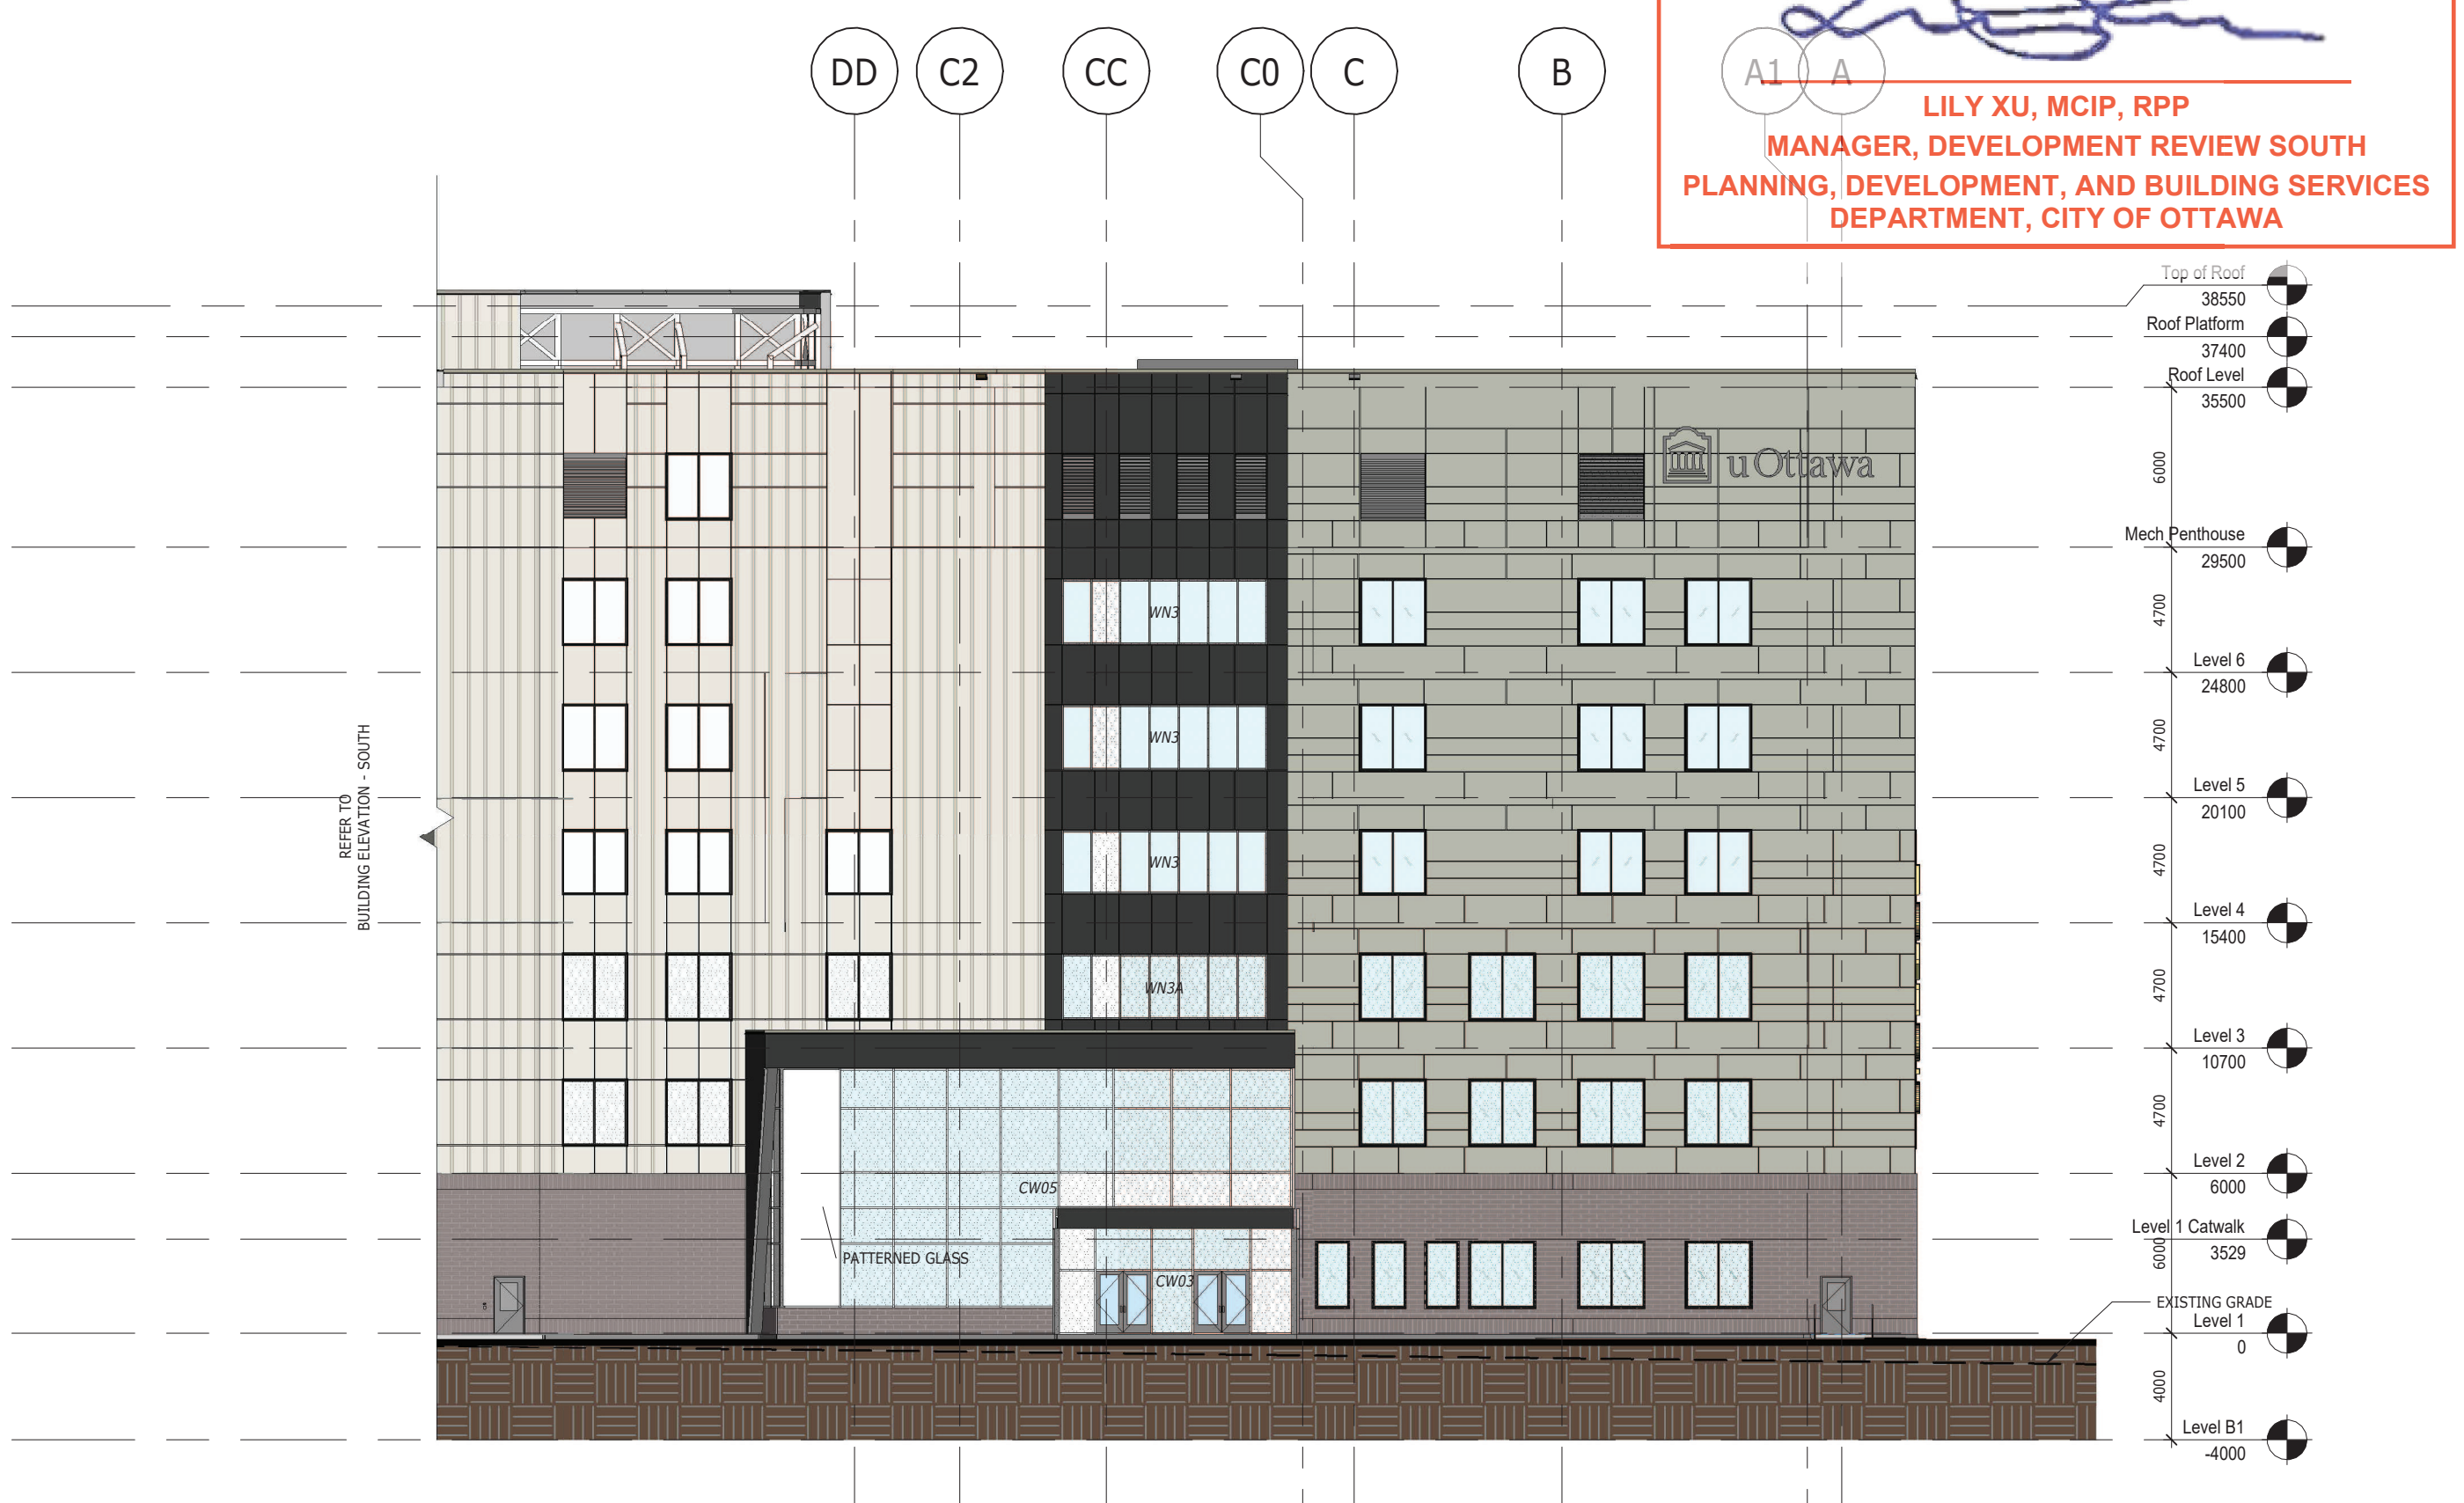 DD
C2
CC
C0
C
B
A1
A
LILY XU, MCIP, RPP
MANAGER, DEVELOPMENT REVIEW SOUTH
PLANNING, DEVELOPMENT, AND BUILDING SERVICES
DEPARTMENT, CITY OF OTTAWA
Top of Roof
38550
Roof Platform
37400
Roof Level
35500
6000
uOttawa
Mech Penthouse
29500
4700
WN3
Level 6
24800
4700
WN3
REFER TO
BUILDING ELEVATION - SOUTH
Level 5
20100
4700
WN3
Level 4
15400
4700
WN3A
Level 3
10700
4700
Level 2
6000
CW05
Level 1 Catwalk
3529
6000
PATTERNED GLASS
CW03
EXISTING GRADE
Level 1
0
4000
Level B1
-4000